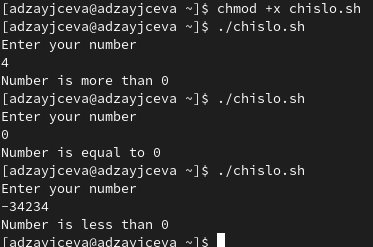 [adzayjceva@adzayjceva ~]$ chmod +x chislo.sh
[adzayjceva@adzayjceva ~]$ ./chislo.sh
Enter your number
4
Number is more than 0
[adzayjceva@adzayjceva ~]$ ./chislo.sh
Enter your number
0
Number is equal to 0
[adzayjceva@adzayjceva ~]$ ./chislo.sh
Enter your number
-34234
Number is less than 0
[adzayjceva@adzayjceva ~]$